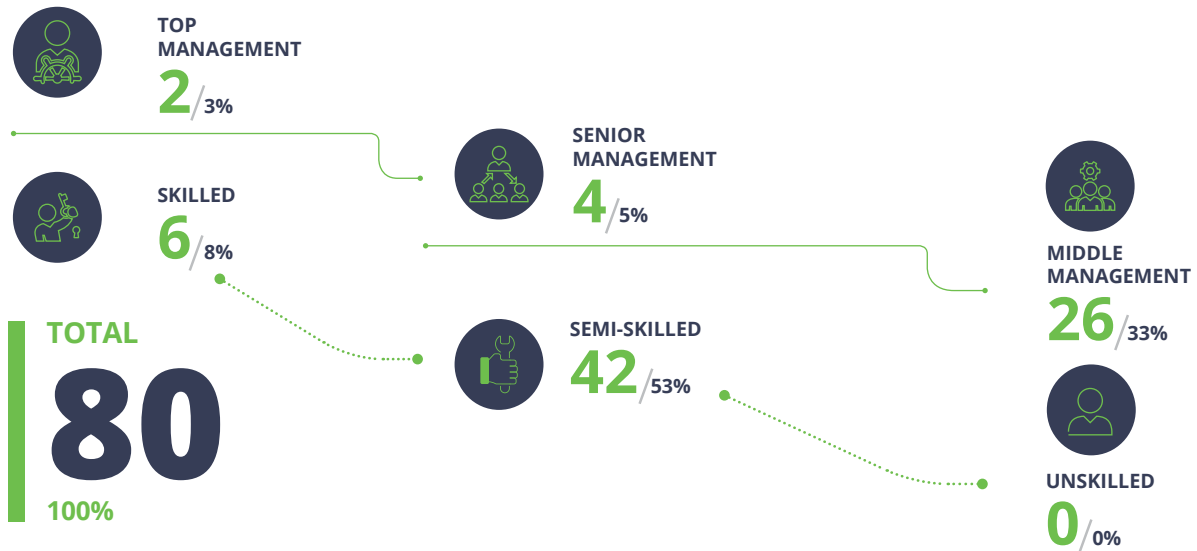 TOP
MANAGEMENT
2/3%
SENIOR
MANAGEMENT
4/5%
MIDDLE
MANAGEMENT
26/33%
SKILLED
6/8%
SEMI-SKILLED
42/53%
UNSKILLED
0/0%
TOTAL
80
100%